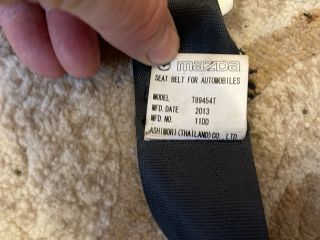 mazda
SEAT BELT FOR AUTOMOBILES
MODEL T89454T
MFD. DATE 2013
MFD. NO. 1100
ASHIMORI(THAILAND)CO., LTD.